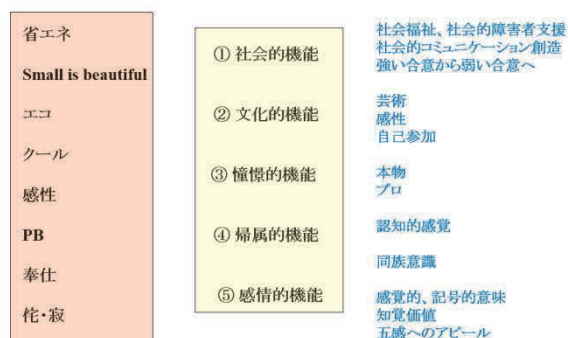 省エネ
Small is beautiful
エコ
クール
感性
PB
奉仕
侘・寂
① 社会的機能
② 文化的機能
③ 憧憬的機能
④ 帰属的機能
⑤ 感情的機能
社会福祉、社会的障害者支援
社会的コミュニケーション創造
強い合意から弱い合意へ
芸術
感性
自己参加
本物
プロ
認知的感覚
同族意識
感覚的、記号的意味
知覚価値
五感へのアピール